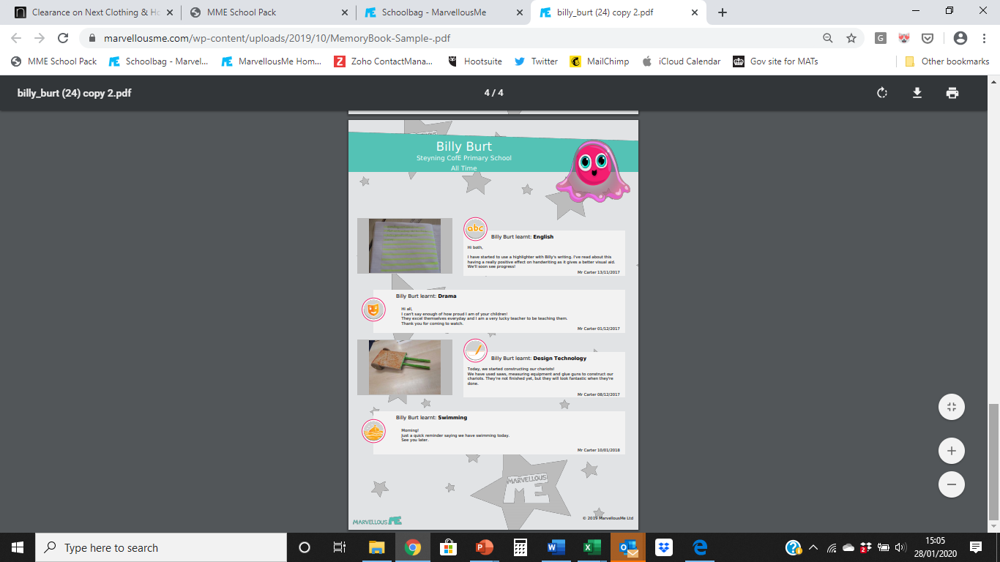 Clearance on Next Clothing & Ho
MME School Pack
Schoolbag - MarvellousMe
billy_burt (24) copy 2.pdf
marvellousme.com/wp-content/uploads/2019/10/MemoryBook-Sample-.pdf
MME School Pack
Schoolbag - Marvel...
MarvellousMe Hom...
Zoho ContactMana...
Hootsuite
Twitter
MailChimp
iCloud Calendar
Gov site for MATs
Other bookmarks
billy_burt (24) copy 2.pdf
4 / 4
Billy Burt
Steyning CofE Primary School
All Time
abc
Billy Burt learnt: English
Hi both,
I have started to use a highlighter with Billy's writing. I've read about this
having a really positive effect on handwriting as it gives a better visual aid.
We'll soon see progress!
Mr Carter 13/11/2017
Billy Burt learnt: Drama
Hi all,
I can't say enough of how proud I am of your children!
They excel themselves everyday and I am a very lucky teacher to be teaching them.
Thank you for coming to watch.
Mr Carter 01/12/2017
Billy Burt learnt: Design Technology
Today, we started constructing our chariots!
We have used saws, measuring equipment and glue guns to construct our
chariots. They're not finished yet, but they will look fantastic when they're
done.
Mr Carter 08/12/2017
Billy Burt learnt: Swimming
Morning!
Just a quick reminder saying we have swimming today.
See you later.
Mr Carter 10/01/2018
MARVELLOUS
ME
MARVELLOUS ME
© 2019 MarvellousMe Ltd
Type here to search
15:05
28/01/2020